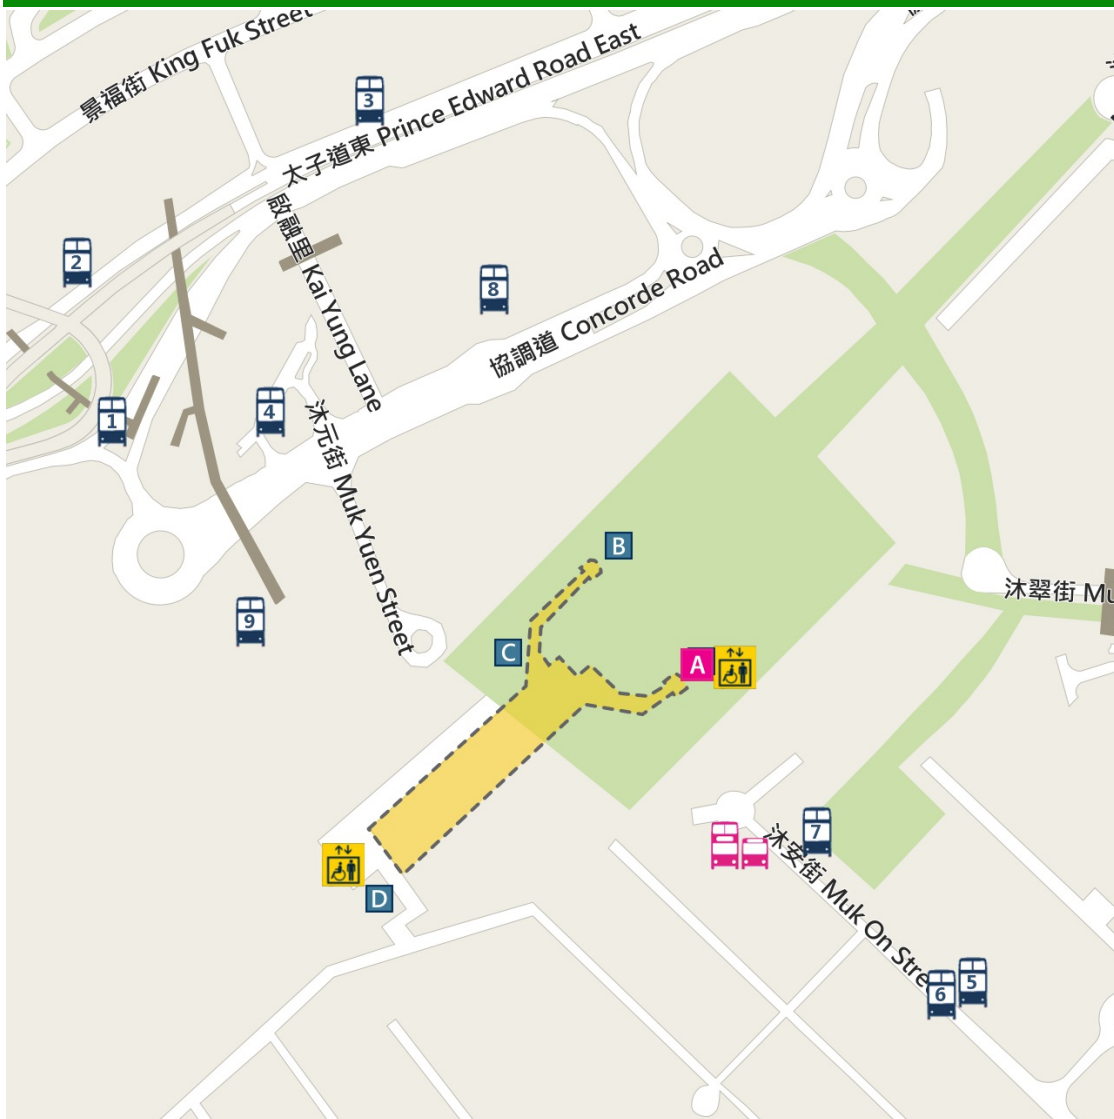 景福街 King Fuk Street
3
太子道東 Prince Edward Road East
2
啟融里 Kai Yung Lane
8
協調道 Concorde Road
4
1
沐元街 Muk Yuen Street
B
沐翠街 Mu
9
C
A
7
沐安街 Muk On Stree
D
5
6